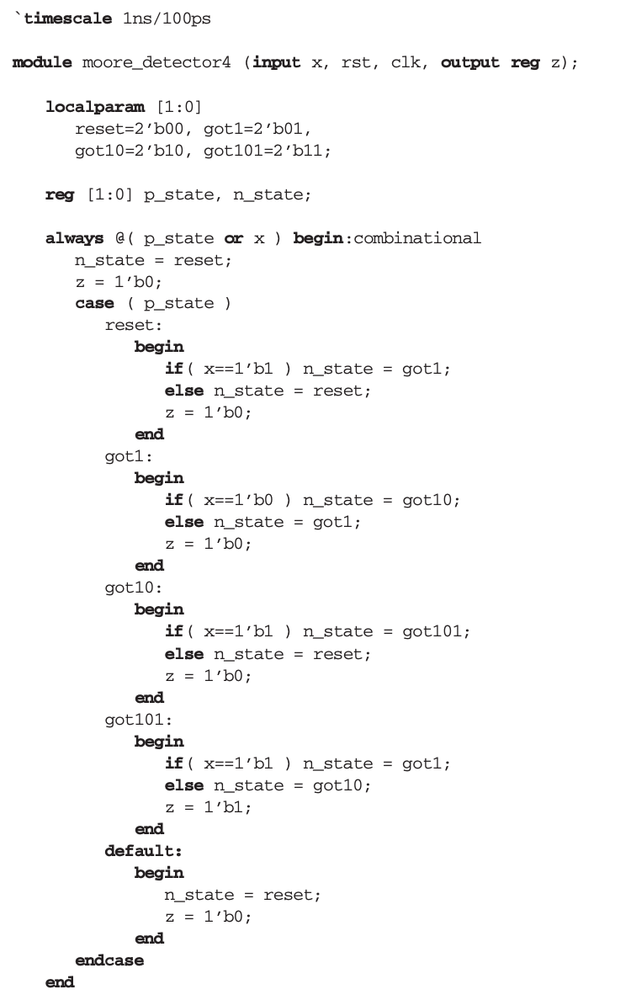 `timescale 1ns/100ps
module moore_detector4 (input x, rst, clk, output reg z);
localparam [1:0]
reset=2’b00, got1=2’b01,
got10=2’b10, got101=2’b11;
reg [1:0] p_state, n_state;
always @( p_state or x ) begin:combinational
n_state = reset;
z = 1’b0;
case ( p_state )
reset:
begin
if( x==1’b1 ) n_state = got1;
else n_state = reset;
z = 1’b0;
end
got1:
begin
if( x==1’b0 ) n_state = got10;
else n_state = got1;
z = 1’b0;
end
got10:
begin
if( x==1’b1 ) n_state = got101;
else n_state = reset;
z = 1’b0;
end
got101:
begin
if( x==1’b1 ) n_state = got1;
else n_state = got10;
z = 1’b1;
end
default:
begin
n_state = reset;
z = 1’b0;
end
endcase
end